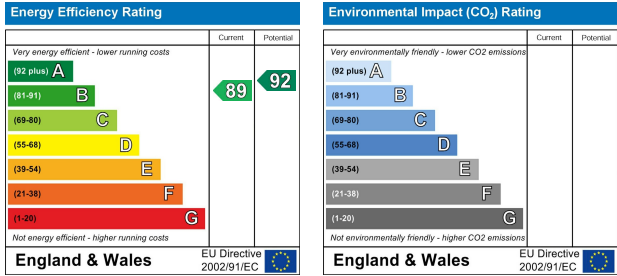 Energy Efficiency Rating
Current Potential
Very energy efficient - lower running costs
(92 plus) A
(81-91) B
(69-80) C
(55-68) D
(39-54) E
(21-38) F
(1-20) G
89
92
Not energy efficient - higher running costs
England & Wales
EU Directive
2002/91/EC
Environmental Impact (CO2) Rating
Current Potential
Very environmentally friendly - lower CO2 emissions
(92 plus) A
(81-91) B
(69-80) C
(55-68) D
(39-54) E
(21-38) F
(1-20) G
Not environmentally friendly - higher CO2 emissions
England & Wales
EU Directive
2002/91/EC